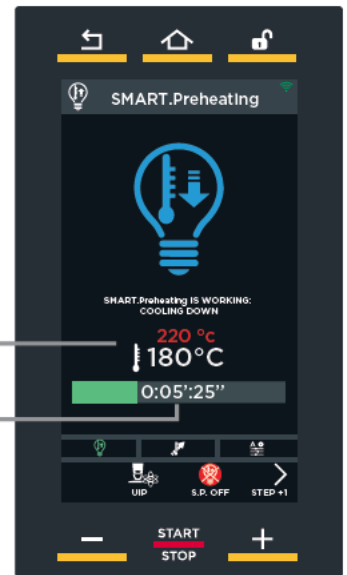 SMART.Preheating
SMART.Preheating IS WORKING:
COOLING DOWN
220 °c
180°C
0:05':25"
UIP
S.P. OFF
STEP +1
START
STOP